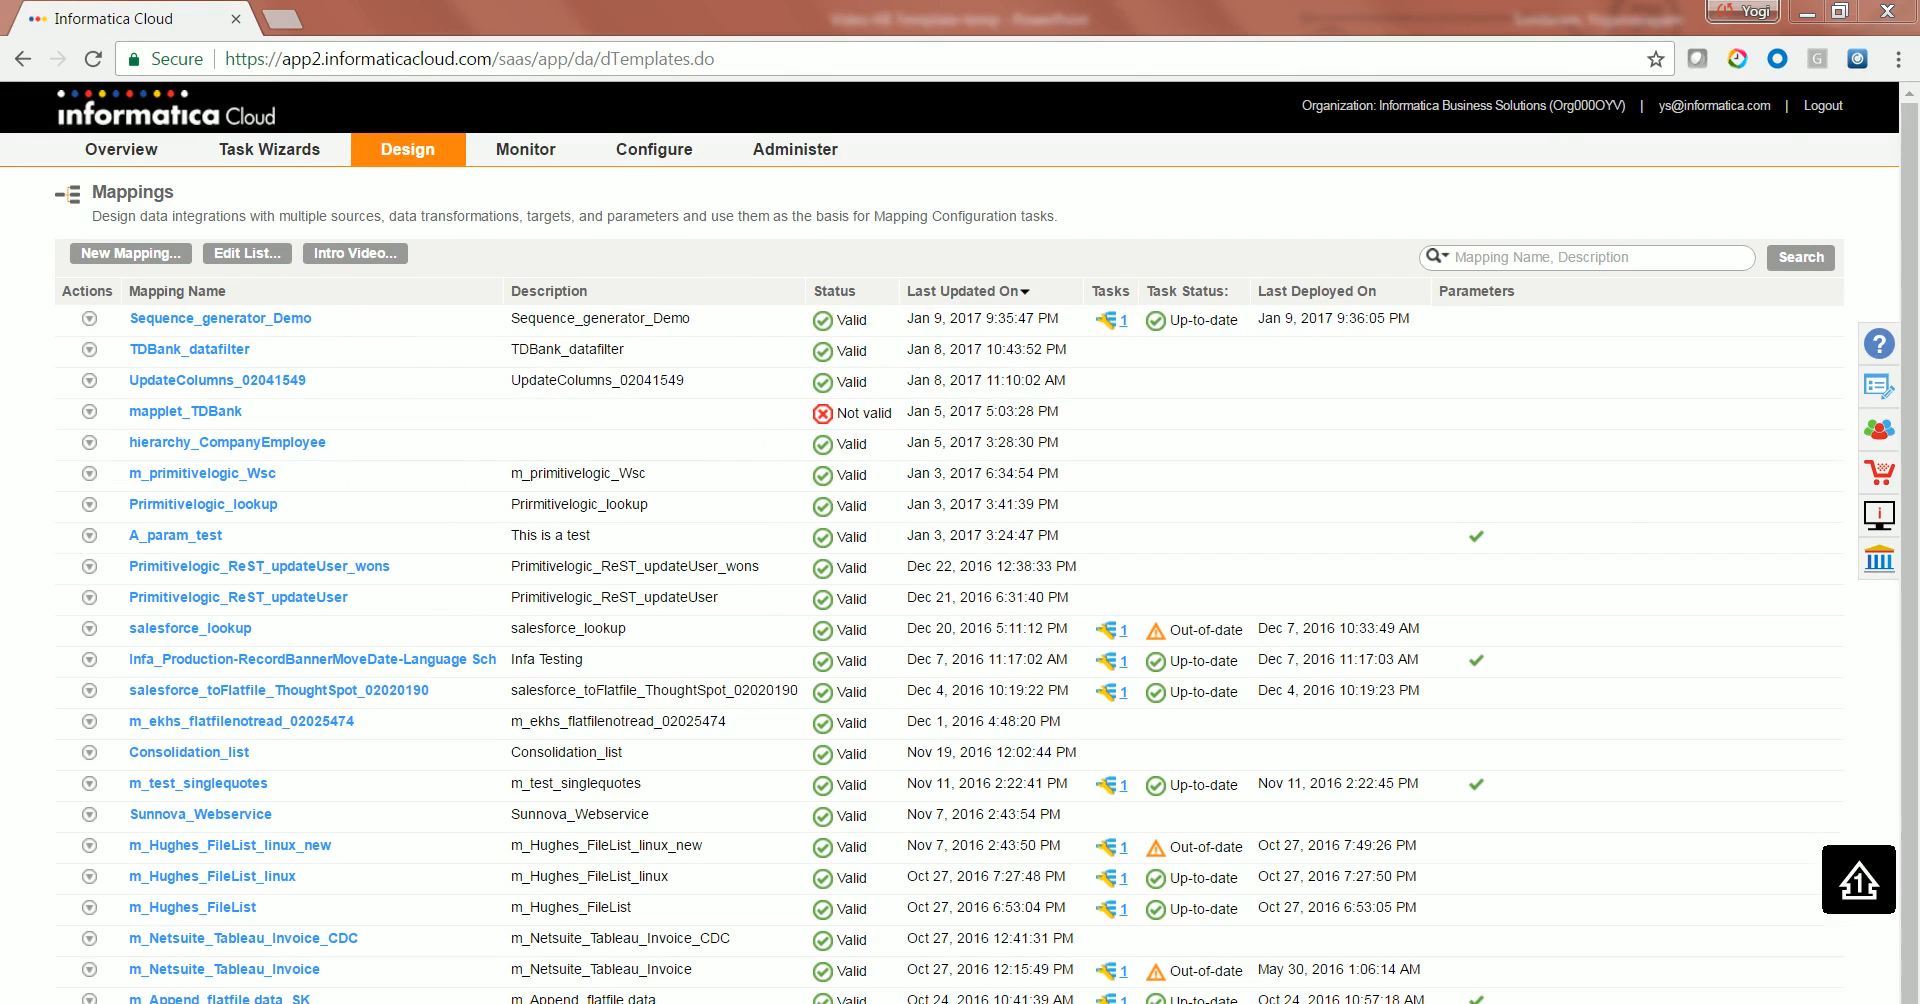 Informatica Cloud
Yogi
Secure https://app2.informaticacloud.com/saas/app/da/dTemplates.do
informatica Cloud
Organization: Informatica Business Solutions (Org000OYV) | ys@informatica.com | Logout
Overview Task Wizards Design Monitor Configure Administer
Mappings
Design data integrations with multiple sources, data transformations, targets, and parameters and use them as the basis for Mapping Configuration tasks.
New Mapping... Edit List... Intro Video... Mapping Name, Description Search
Actions Mapping Name Description Status Last Updated On Tasks Task Status: Last Deployed On Parameters
Sequence_generator_Demo Sequence_generator_Demo Valid Jan 9, 2017 9:35:47 PM 1 Up-to-date Jan 9, 2017 9:36:05 PM
TDBank_datafilter TDBank_datafilter Valid Jan 8, 2017 10:43:52 PM
UpdateColumns_02041549 UpdateColumns_02041549 Valid Jan 8, 2017 11:10:02 AM
mapplet_TDBank Not valid Jan 5, 2017 5:03:28 PM
hierarchy_CompanyEmployee Valid Jan 5, 2017 3:28:30 PM
m_primitivelogic_Wsc m_primitivelogic_Wsc Valid Jan 3, 2017 6:34:54 PM
Prirmitivelogic_lookup Prirmitivelogic_lookup Valid Jan 3, 2017 3:41:39 PM
A_param_test This is a test Valid Jan 3, 2017 3:24:47 PM
Primitivelogic_ReST_updateUser_wons Primitivelogic_ReST_updateUser_wons Valid Dec 22, 2016 12:38:33 PM
Primitivelogic_ReST_updateUser Primitivelogic_ReST_updateUser Valid Dec 21, 2016 6:31:40 PM
salesforce_lookup salesforce_lookup Valid Dec 20, 2016 5:11:12 PM 1 Out-of-date Dec 7, 2016 10:33:49 AM
Infa_Production-RecordBannerMoveDate-Language Sch Infa Testing Valid Dec 7, 2016 11:17:02 AM 1 Up-to-date Dec 7, 2016 11:17:03 AM
salesforce_toFlatfile_ThoughtSpot_02020190 salesforce_toFlatfile_ThoughtSpot_02020190 Valid Dec 4, 2016 10:19:22 PM 1 Up-to-date Dec 4, 2016 10:19:23 PM
m_ekhs_flatfilenotread_02025474 m_ekhs_flatfilenotread_02025474 Valid Dec 1, 2016 4:48:20 PM
Consolidation_list Consolidation_list Valid Nov 19, 2016 12:02:44 PM
m_test_singlequotes m_test_singlequotes Valid Nov 11, 2016 2:22:41 PM 1 Up-to-date Nov 11, 2016 2:22:45 PM
Sunnova_Webservice Sunnova_Webservice Valid Nov 7, 2016 2:43:54 PM
m_Hughes_FileList_linux_new m_Hughes_FileList_linux_new Valid Nov 7, 2016 2:43:50 PM 1 Out-of-date Oct 27, 2016 7:49:26 PM
m_Hughes_FileList_linux m_Hughes_FileList_linux Valid Oct 27, 2016 7:27:48 PM 1 Up-to-date Oct 27, 2016 7:27:50 PM
m_Hughes_FileList m_Hughes_FileList Valid Oct 27, 2016 6:53:04 PM 1 Up-to-date Oct 27, 2016 6:53:05 PM
m_Netsuite_Tableau_Invoice_CDC m_Netsuite_Tableau_Invoice_CDC Valid Oct 27, 2016 12:41:31 PM
m_Netsuite_Tableau_Invoice m_Netsuite_Tableau_Invoice Valid Oct 27, 2016 12:15:49 PM 1 Out-of-date May 30, 2016 1:06:14 AM
m_Append_flatfile_data_SK m_Append_flatfile_data Valid Oct 24, 2016 10:41:39 AM 1 Up-to-date Oct 24, 2016 10:57:18 AM